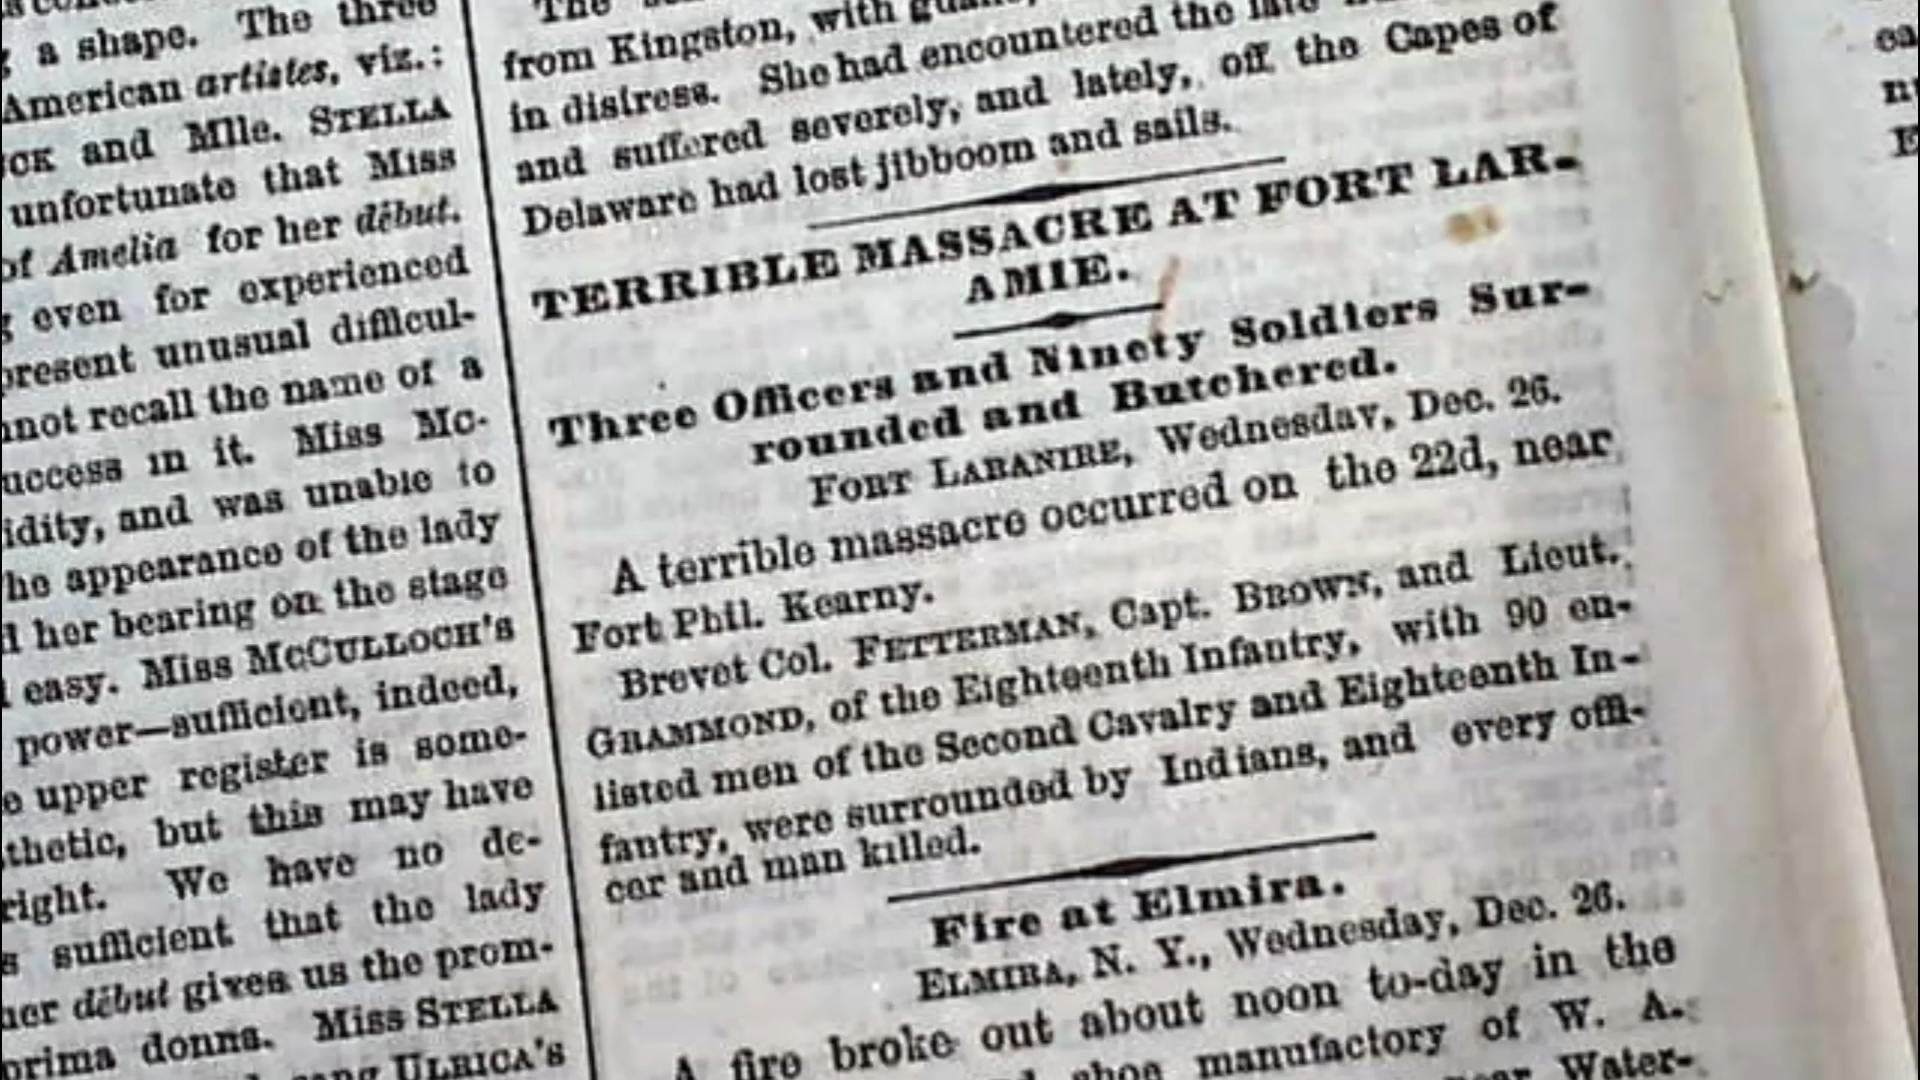 a shape. The three
American artistes, viz.:
and Mlle. STELLA
unfortunate that Miss
of Amelia for her début.
even for experienced
present unusual difficul-
not recall the name of a
success in it. Miss Mc-
and was unable to
the appearance of the lady
her bearing on the stage
easy. Miss MCCULLOCH'S
power—sufficient, indeed,
upper register is some-
but this may have
right. We have no de-
sufficient that the lady
her début gives us the prom-
prima donna. Miss STELLA
sang ULRICA'S
The
from Kingston, with
in distress. She had encountered the late
and suffered severely, and lately, off the Capes of
Delaware had lost jibboom and sails.
TERRIBLE MASSACRE AT FORT LAR-
AMIE.
Three Officers and Ninety Soldiers Sur-
rounded and Butchered.
FORT LARANIRE, Wednesday, Dec. 26.
A terrible massacre occurred on the 22d, near
Fort Phil. Kearny.
Brevet Col. FETTERMAN, Capt. BROWN, and Lieut.
GRAMMOND, of the Eighteenth Infantry, with 90 en-
listed men of the Second Cavalry and Eighteenth In-
fantry, were surrounded by Indians, and every offi-
cer and man killed.
Fire at Elmira.
ELMIRA, N. Y., Wednesday, Dec. 26.
A fire broke out about noon to-day in the
shoe manufactory of W. A.
Water-